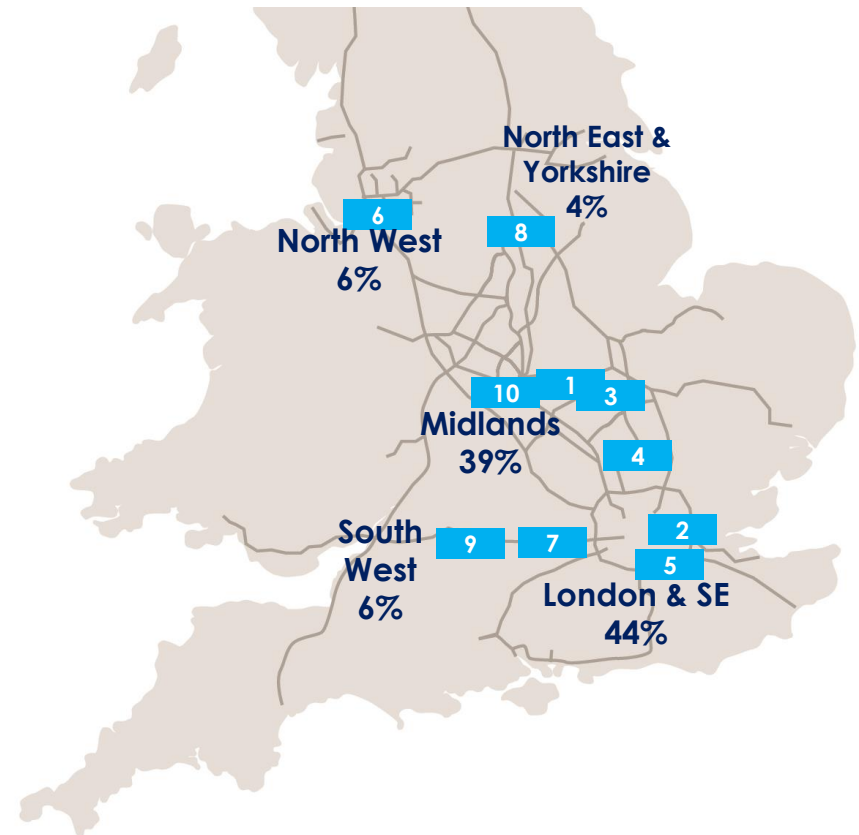 North East &
Yorkshire
4%
6
North West
6%
8
1
10
3
Midlands
39%
4
2
South
West
6%
9
7
5
London & SE
44%